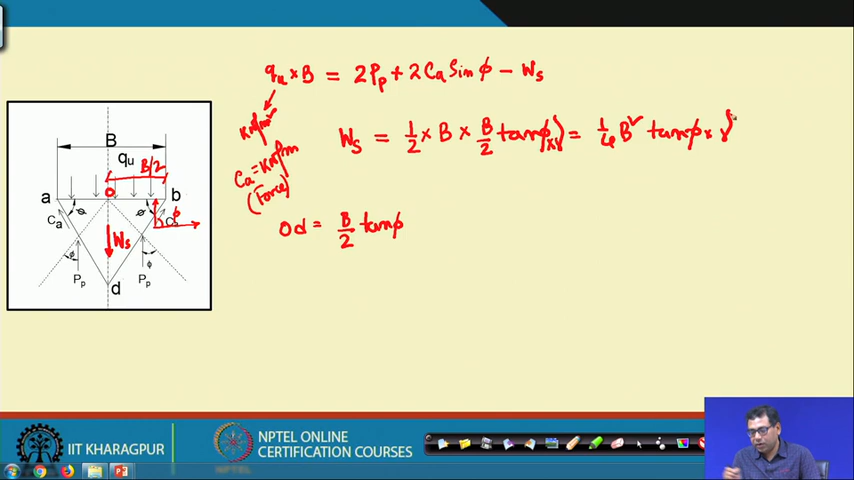 qu × B = 2Pp + 2Ca Sin φ − Ws
kN/m²
Ws = 1/2 × B × B/2 tanφ × γ = 1/4 B² tanφ × γ
Ca = kN/m
(Force)
Od = B/2 tanφ
B
qu
B/2
a
O
b
Ca
φ
φ
φ
Ws
φ
φ
Pp
Pp
d
IIT KHARAGPUR
NPTEL ONLINE
CERTIFICATION COURSES